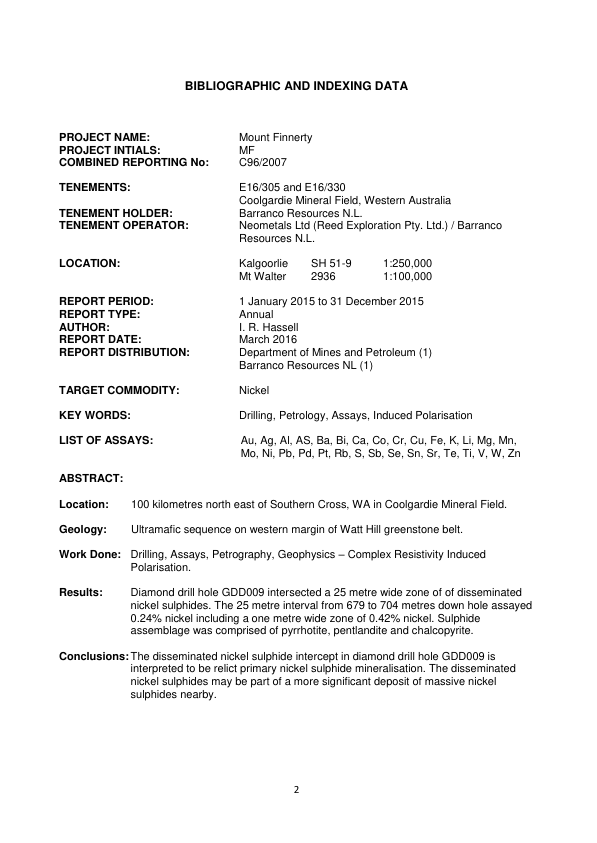 BIBLIOGRAPHIC AND INDEXING DATA
PROJECT NAME: Mount Finnerty
PROJECT INTIALS: MF
COMBINED REPORTING No: C96/2007
TENEMENTS: E16/305 and E16/330
Coolgardie Mineral Field, Western Australia
TENEMENT HOLDER: Barranco Resources N.L.
TENEMENT OPERATOR: Neometals Ltd (Reed Exploration Pty. Ltd.) / Barranco
Resources N.L.
LOCATION: Kalgoorlie SH 51-9 1:250,000
Mt Walter 2936 1:100,000
REPORT PERIOD: 1 January 2015 to 31 December 2015
REPORT TYPE: Annual
AUTHOR: I. R. Hassell
REPORT DATE: March 2016
REPORT DISTRIBUTION: Department of Mines and Petroleum (1)
Barranco Resources NL (1)
TARGET COMMODITY: Nickel
KEY WORDS: Drilling, Petrology, Assays, Induced Polarisation
LIST OF ASSAYS: Au, Ag, Al, AS, Ba, Bi, Ca, Co, Cr, Cu, Fe, K, Li, Mg, Mn,
Mo, Ni, Pb, Pd, Pt, Rb, S, Sb, Se, Sn, Sr, Te, Ti, V, W, Zn
ABSTRACT:
Location: 100 kilometres north east of Southern Cross, WA in Coolgardie Mineral Field.
Geology: Ultramafic sequence on western margin of Watt Hill greenstone belt.
Work Done: Drilling, Assays, Petrography, Geophysics – Complex Resistivity Induced
Polarisation.
Results: Diamond drill hole GDD009 intersected a 25 metre wide zone of of disseminated
nickel sulphides. The 25 metre interval from 679 to 704 metres down hole assayed
0.24% nickel including a one metre wide zone of 0.42% nickel. Sulphide
assemblage was comprised of pyrrhotite, pentlandite and chalcopyrite.
Conclusions: The disseminated nickel sulphide intercept in diamond drill hole GDD009 is
interpreted to be relict primary nickel sulphide mineralisation. The disseminated
nickel sulphides may be part of a more significant deposit of massive nickel
sulphides nearby.
2